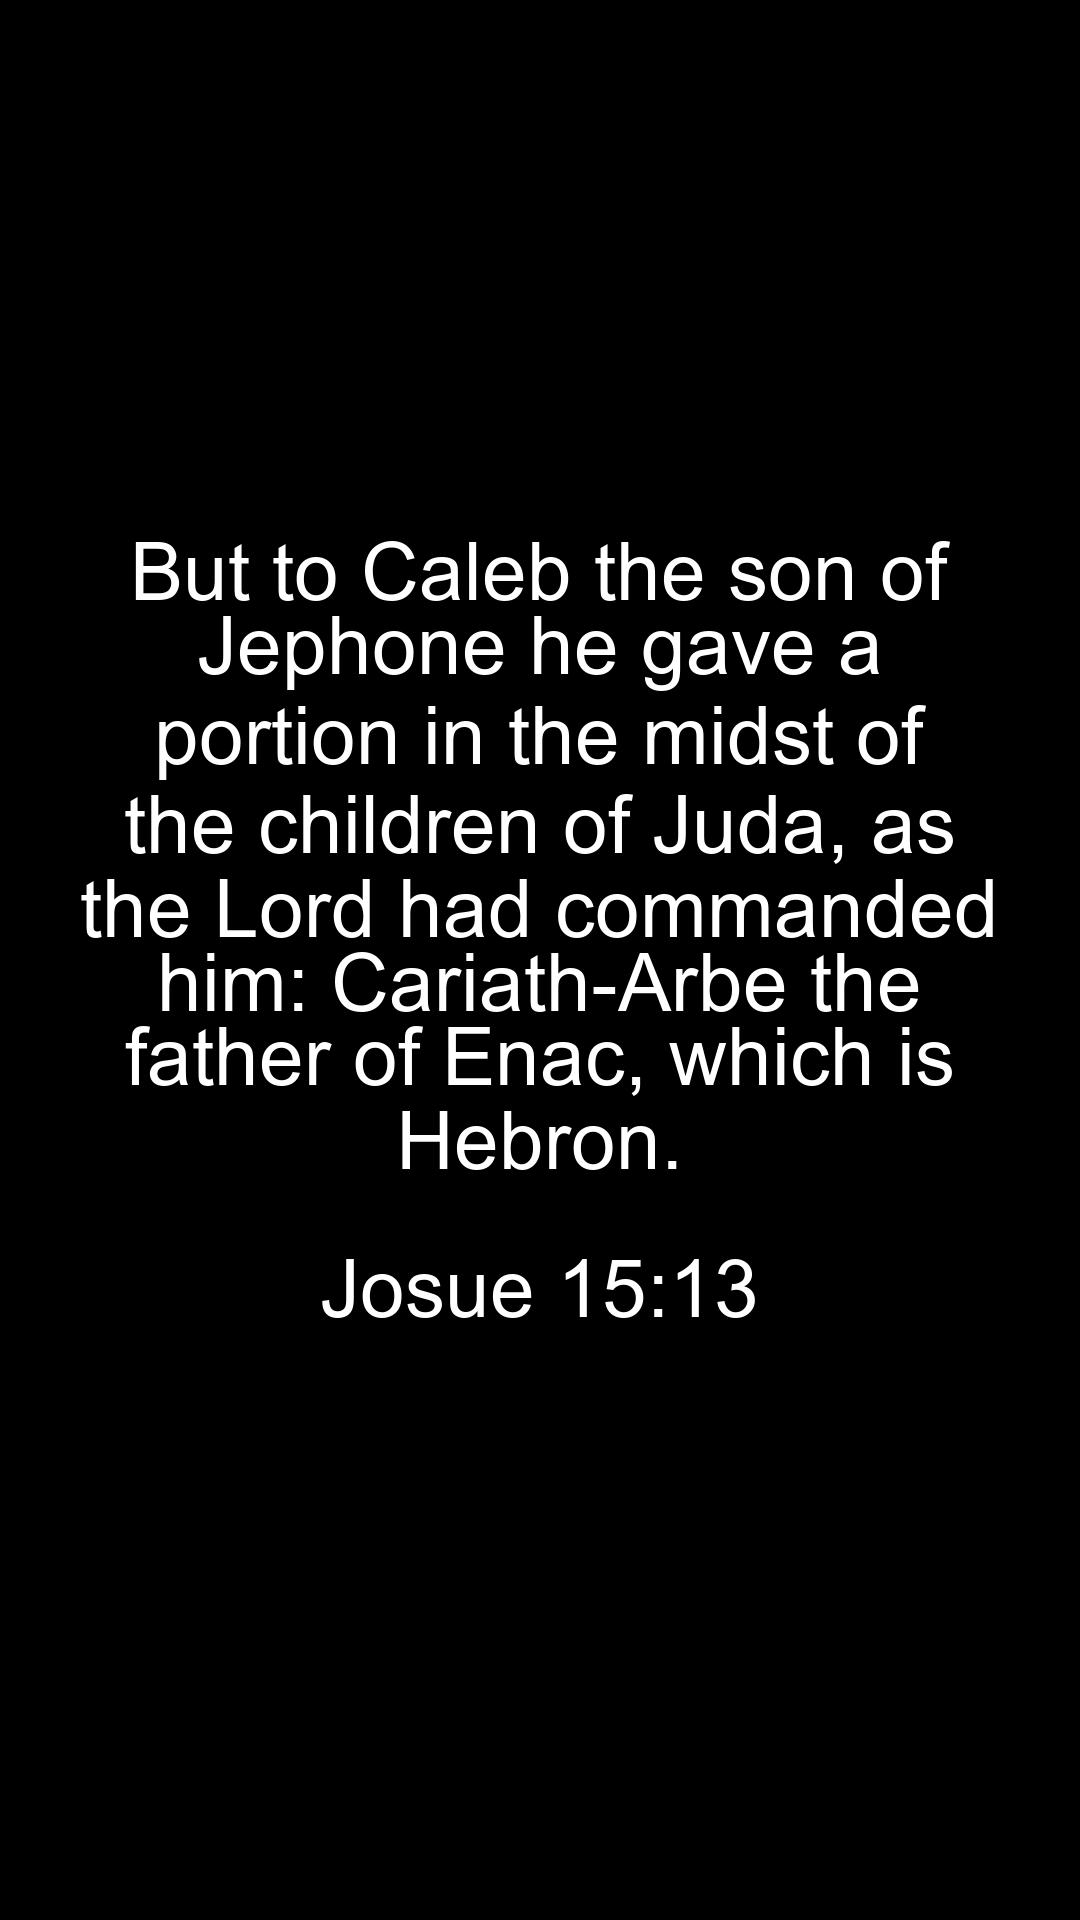 But to Caleb the son of
Jephone he gave a
portion in the midst of
the children of Juda, as
the Lord had commanded
him: Cariath-Arbe the
father of Enac, which is
Hebron.
Josue 15:13